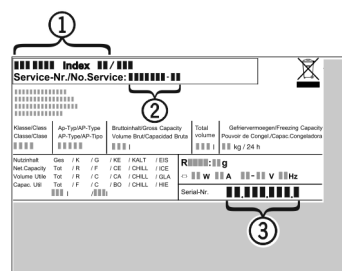 1
Index /
Service-Nr./No.Service: -
2
Klasse/Class Ap-Typ/AP-Type Bruttoinhalt/Gross Capacity Total Gefriervermoegen/Freezing Capacity
Classe/Clase AP-Type/AP-Tipo Volume Brut/Capacidad Bruta volume Pouvoir de Congel./Capac.Congeladora
l l kg / 24 h
Nutzinhalt Ges / K / G / KE / KALT / EIS R : g
Net.Capacity Tot / R / F / CE / CHILL / ICE
Volume Utile Tot / R / C / CA / CHILL / GLA W A - V Hz
Capac. Util Tot / F / C / BO / CHILL / HIE
l / l Serial-Nr. . . .
3